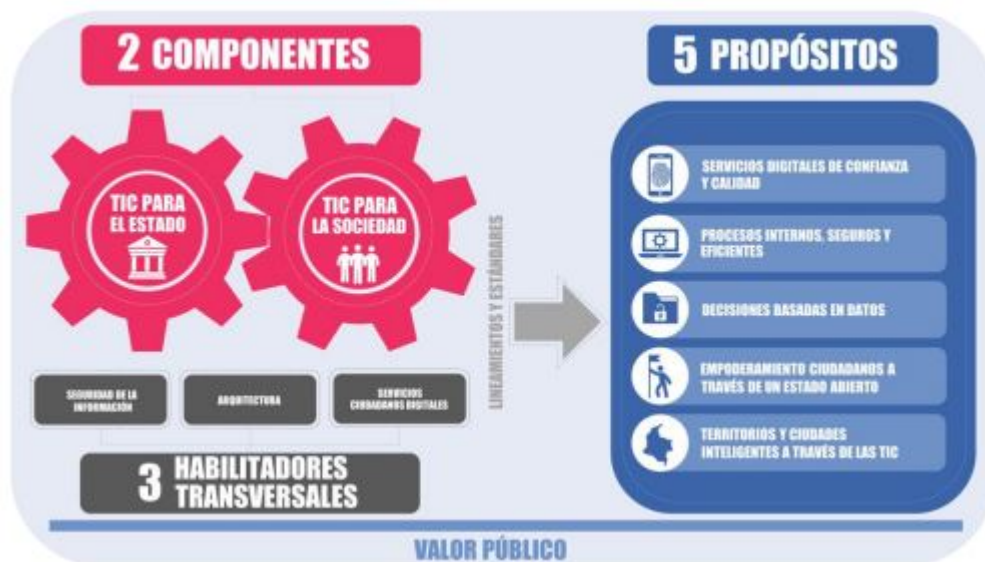 2 COMPONENTES
TIC PARA
EL ESTADO
TIC PARA
LA SOCIEDAD
SEGURIDAD DE LA
INFORMACIÓN
ARQUITECTURA
SERVICIOS
CIUDADANOS DIGITALES
3 HABILITADORES
TRANSVERSALES
LINEAMIENTOS Y ESTÁNDARES
5 PROPÓSITOS
SERVICIOS DIGITALES DE CONFIANZA
Y CALIDAD
PROCESOS INTERNOS, SEGUROS Y
EFICIENTES
DECISIONES BASADAS EN DATOS
EMPODERAMIENTO CIUDADANOS A
TRAVÉS DE UN ESTADO ABIERTO
TERRITORIOS Y CIUDADES
INTELIGENTES A TRAVÉS DE LAS TIC
VALOR PÚBLICO